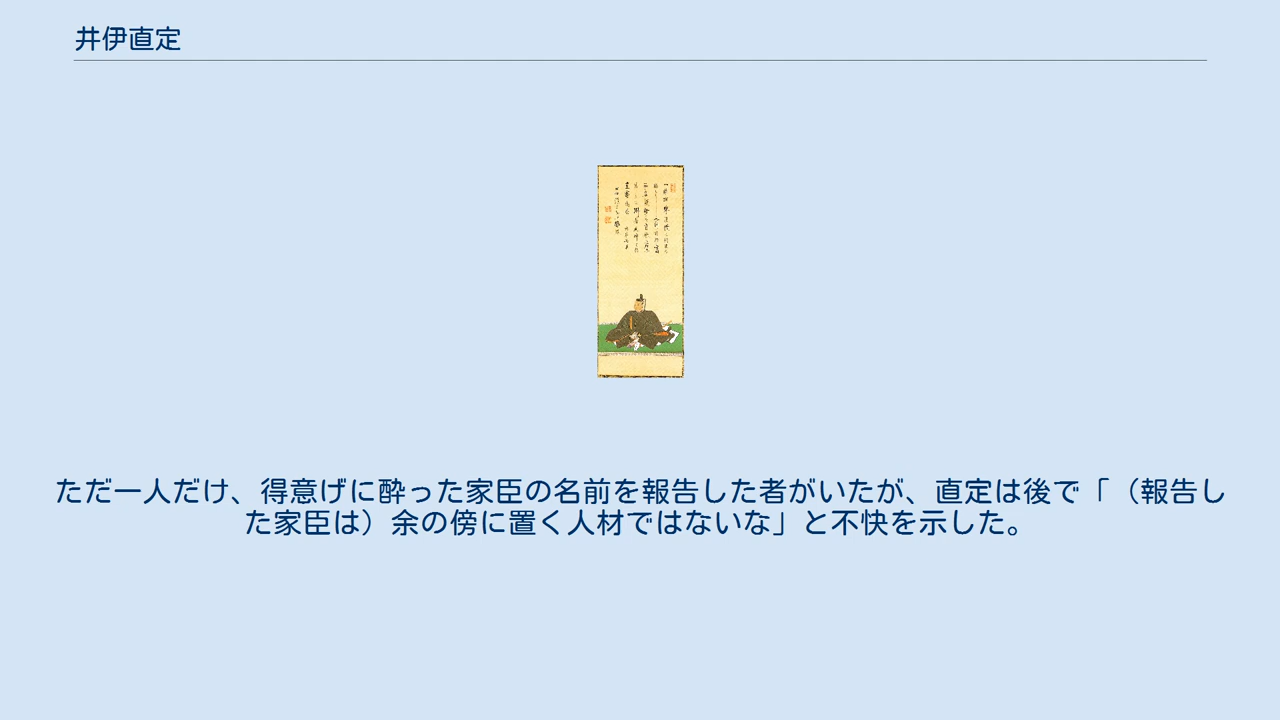 井伊直定
ただ一人だけ、得意げに酔った家臣の名前を報告した者がいたが、直定は後で「（報告し
た家臣は）余の傍に置く人材ではないな」と不快を示した。